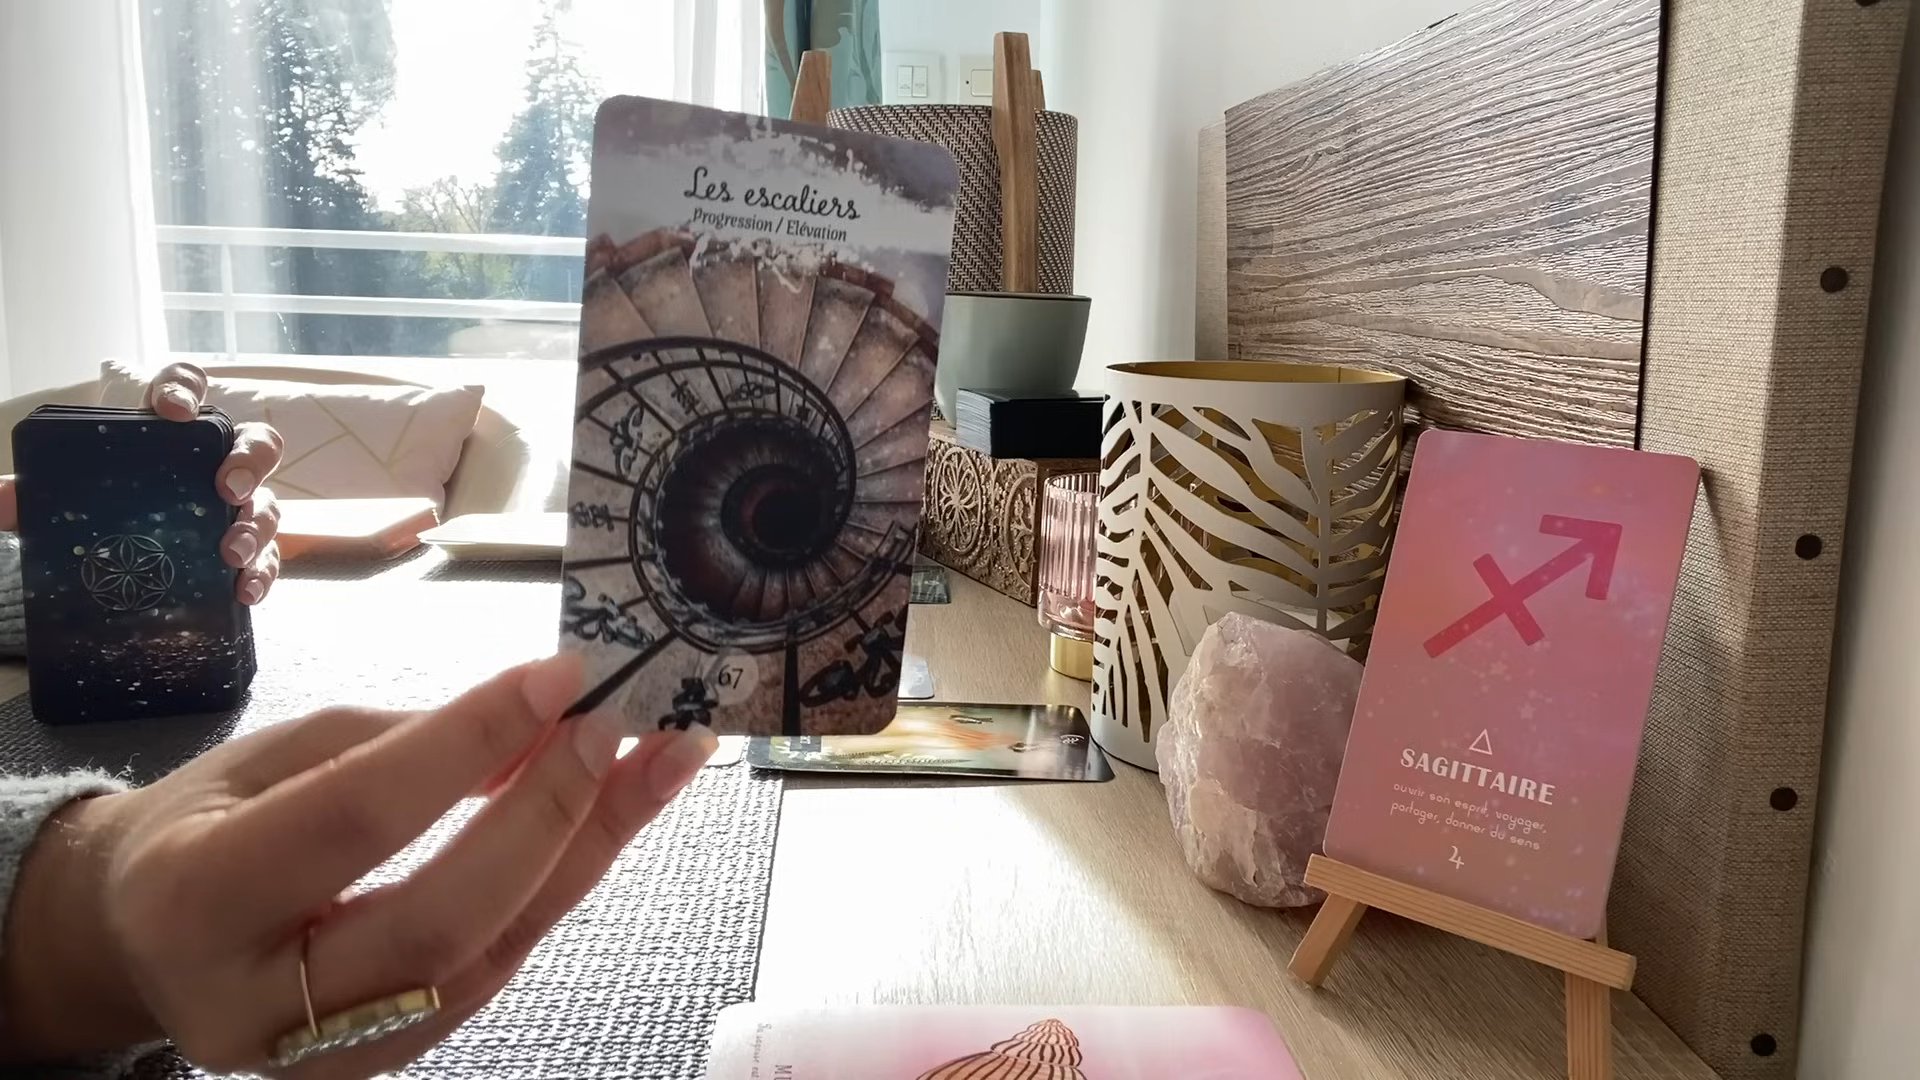 Les escaliers
Progression / Elévation
67
SAGITTAIRE
ouvrir son esprit, voyager,
partager, donner du sens